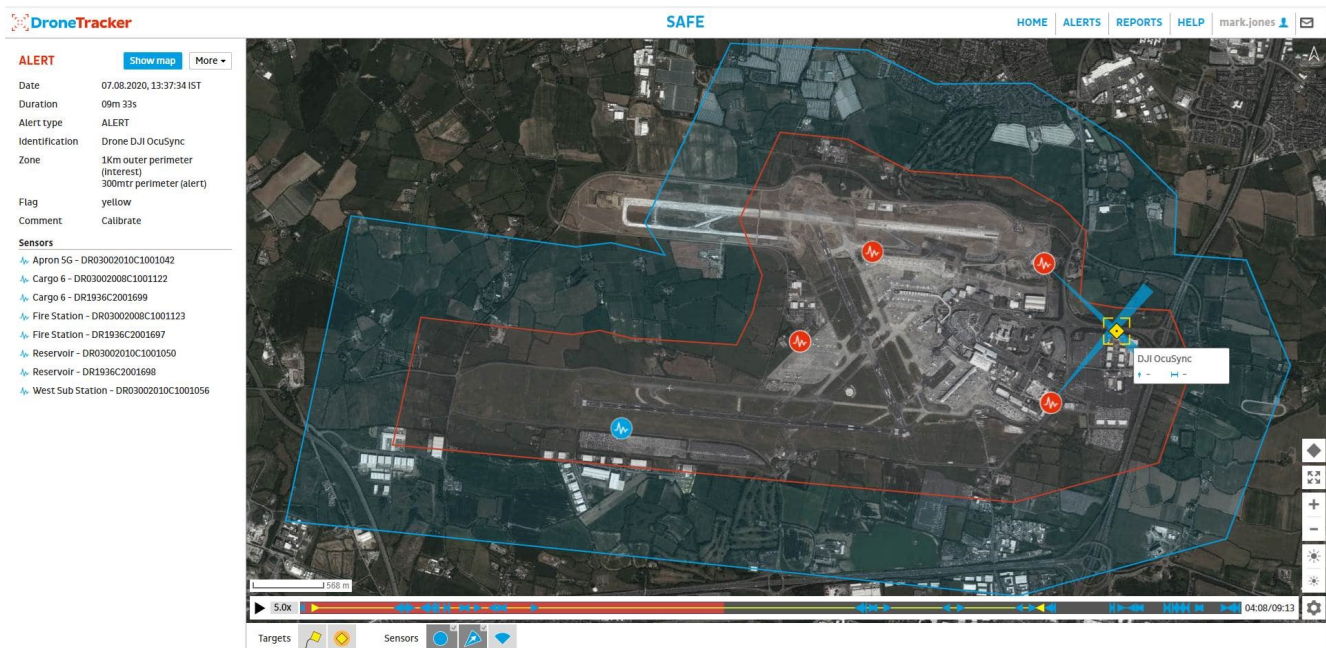 DroneTracker
SAFE
HOME ALERTS REPORTS HELP mark.jones
ALERT
Show map
More
Date 07.08.2020, 13:37:34 IST
Duration 09m 33s
Alert type ALERT
Identification Drone DJI OcuSync
Zone 1Km outer perimeter
(interest)
300mtr perimeter (alert)
Flag yellow
Comment Calibrate
Sensors
Apron 5G - DR03002010C1001042
Cargo 6 - DR03002008C1001122
Cargo 6 - DR1936C2001699
Fire Station - DR03002008C1001123
Fire Station - DR1936C2001697
Reservoir - DR03002010C1001050
Reservoir - DR1936C2001698
West Sub Station - DR03002010C1001056
DJI OcuSync
- -
568 m
5.0x
04:08/09:13
Targets
Sensors